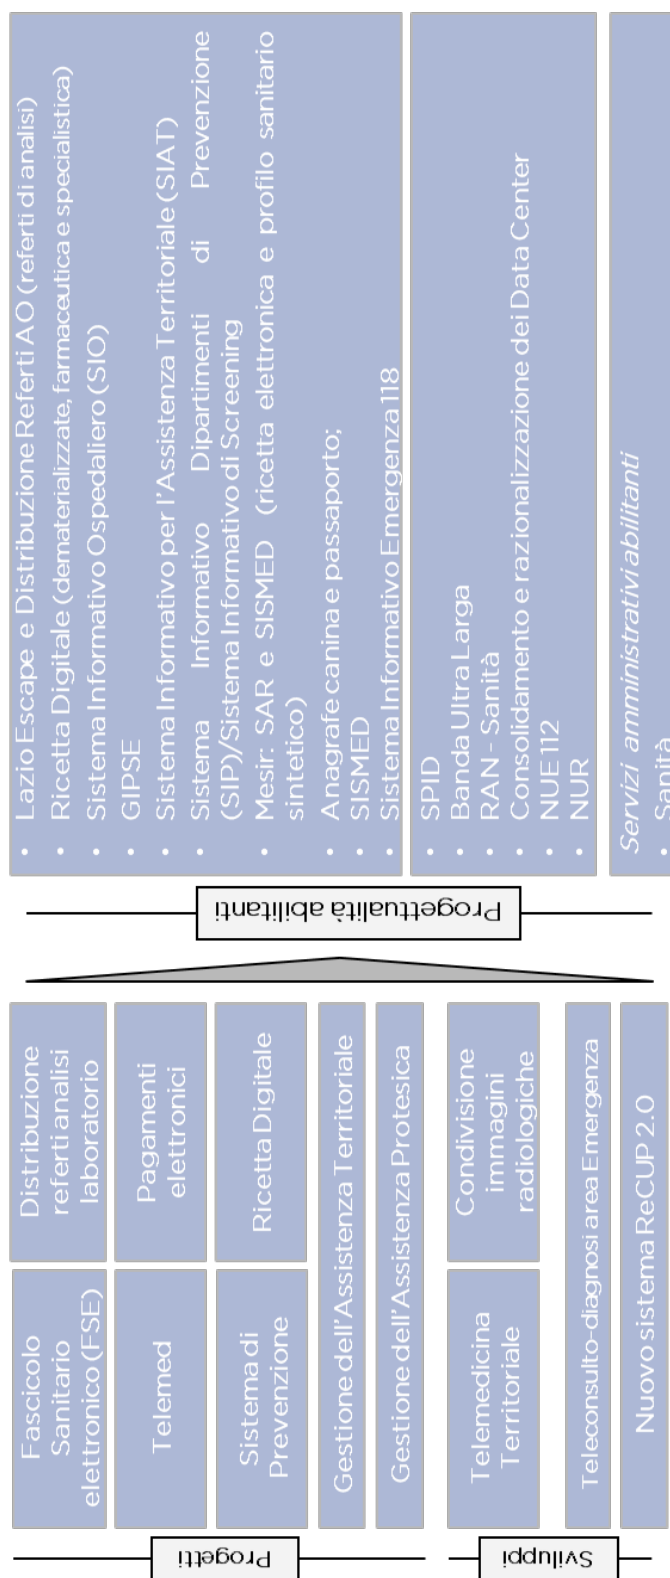 Progetti
Fascicolo
Sanitario
elettronico (FSE)
Distribuzione
referti analisi
laboratorio
Telemed
Pagamenti
elettronici
Sistema di
Prevenzione
Ricetta Digitale
Gestione dell'Assistenza Territoriale
Gestione dell'Assistenza Protesica
Sviluppi
Telemedicina
Territoriale
Condivisione
immagini
radiologiche
Teleconsulto-diagnosi area Emergenza
Nuovo sistema ReCUP 2.0
Progettualità abilitanti
• Lazio Escape e Distribuzione Referti AO (referti di analisi)
• Ricetta Digitale (dematerializzate, farmaceutica e specialistica)
• Sistema Informativo Ospedaliero (SIO)
• GIPSE
• Sistema Informativo per l'Assistenza Territoriale (SIAT)
• Sistema Informativo Dipartimenti di Prevenzione
(SIP)/Sistema Informativo di Screening
• Mesir: SAR e SISMED (ricetta elettronica e profilo sanitario
sintetico)
• Anagrafe canina e passaporto;
• SISMED
• Sistema Informativo Emergenza 118
• SPID
• Banda Ultra Larga
• RAN - Sanità
• Consolidamento e razionalizzazione dei Data Center
• NUE 112
• NUR
Servizi amministrativi abilitanti
• Sanità